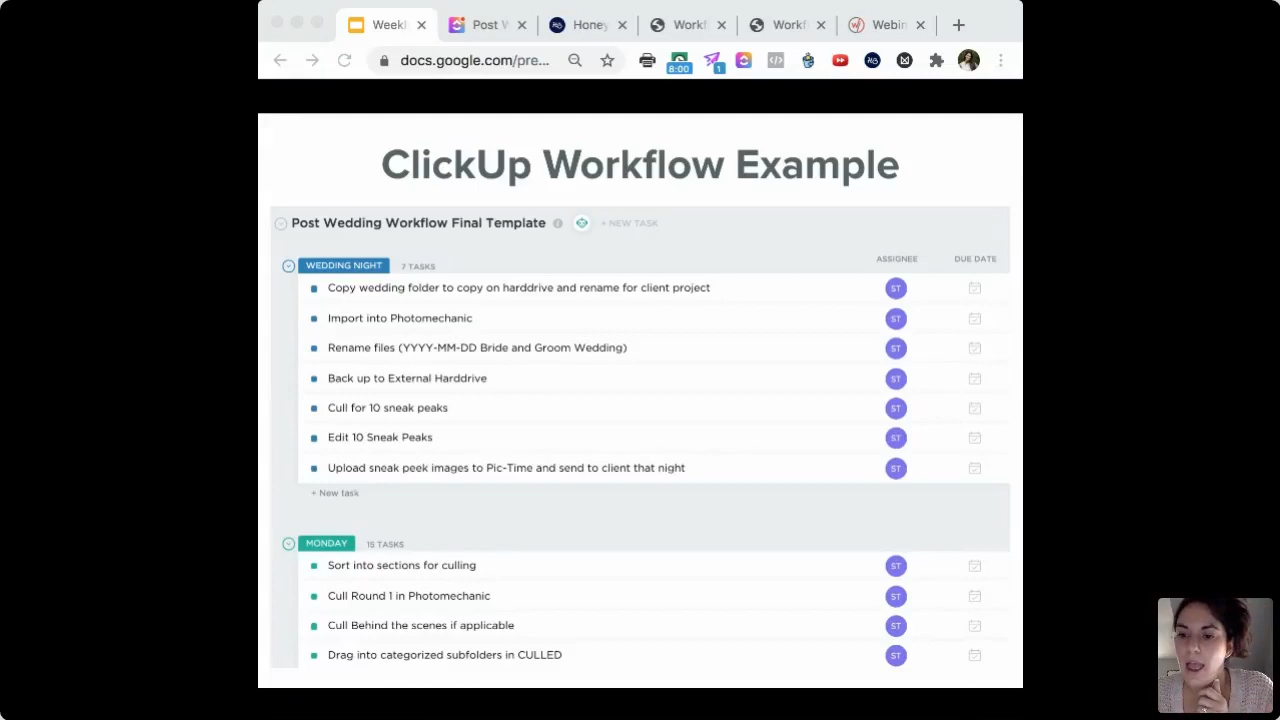 Weekl
Post W
Honey
Workf
Workf
Webin
docs.google.com/pre...
8:00
1
ClickUp Workflow Example
Post Wedding Workflow Final Template + NEW TASK
WEDDING NIGHT 7 TASKS ASSIGNEE DUE DATE
Copy wedding folder to copy on harddrive and rename for client project ST
Import into Photomechanic ST
Rename files (YYYY-MM-DD Bride and Groom Wedding) ST
Back up to External Harddrive ST
Cull for 10 sneak peaks ST
Edit 10 Sneak Peaks ST
Upload sneak peek images to Pic-Time and send to client that night ST
+ New task
MONDAY 15 TASKS
Sort into sections for culling ST
Cull Round 1 in Photomechanic ST
Cull Behind the scenes if applicable ST
Drag into categorized subfolders in CULLED ST